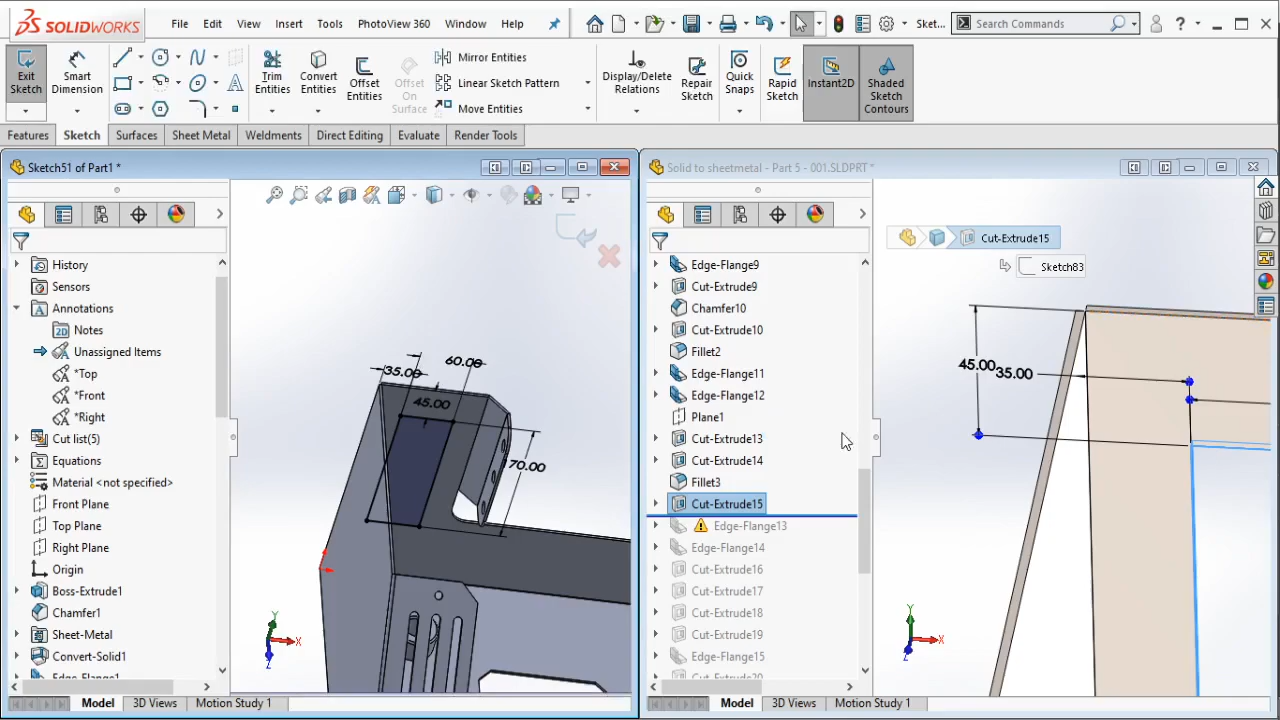 SOLIDWORKS File Edit View Insert Tools PhotoView 360 Window Help Sket... Search Commands
Exit Sketch Smart Dimension Trim Entities Convert Entities Offset Entities Offset On Surface Mirror Entities Linear Sketch Pattern Move Entities Display/Delete Relations Repair Sketch Quick Snaps Rapid Sketch Instant2D Shaded Sketch Contours
Features Sketch Surfaces Sheet Metal Weldments Direct Editing Evaluate Render Tools
Sketch51 of Part1 *
History
Sensors
Annotations
Notes
Unassigned Items
*Top
*Front
*Right
Cut list(5)
Equations
Material <not specified>
Front Plane
Top Plane
Right Plane
Origin
Boss-Extrude1
Chamfer1
Sheet-Metal
Convert-Solid1
60.00
35.00
45.00
70.00
Y
X
Z
Model 3D Views Motion Study 1
Solid to sheetmetal - Part 5 - 001.SLDPRT *
Edge-Flange9
Cut-Extrude9
Chamfer10
Cut-Extrude10
Fillet2
Edge-Flange11
Edge-Flange12
Plane1
Cut-Extrude13
Cut-Extrude14
Fillet3
Cut-Extrude15
Edge-Flange13
Edge-Flange14
Cut-Extrude16
Cut-Extrude17
Cut-Extrude18
Cut-Extrude19
Edge-Flange15
Cut-Extrude15
Sketch83
45.00
35.00
Y
X
Z
Model 3D Views Motion Study 1